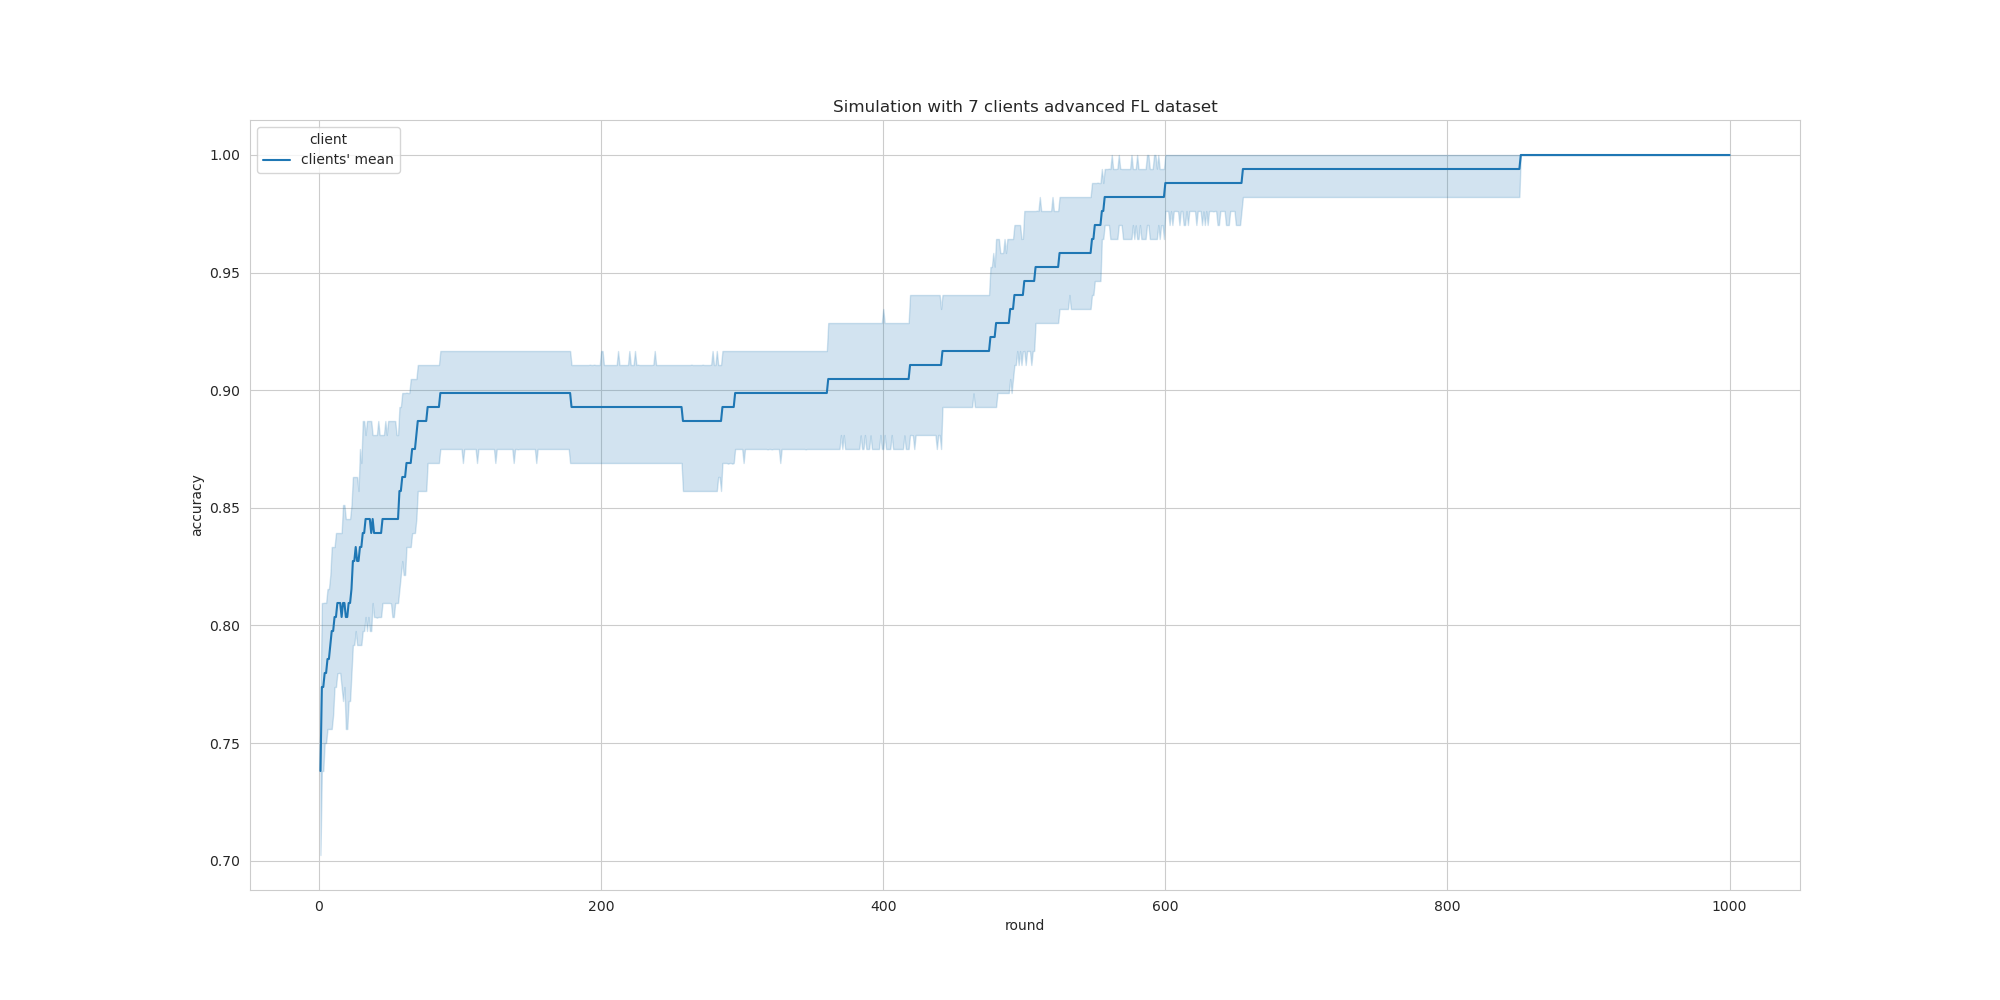 Simulation with 7 clients advanced FL dataset
client
clients' mean
accuracy
1.00
0.95
0.90
0.85
0.80
0.75
0.70
0 200 400 600 800 1000
round